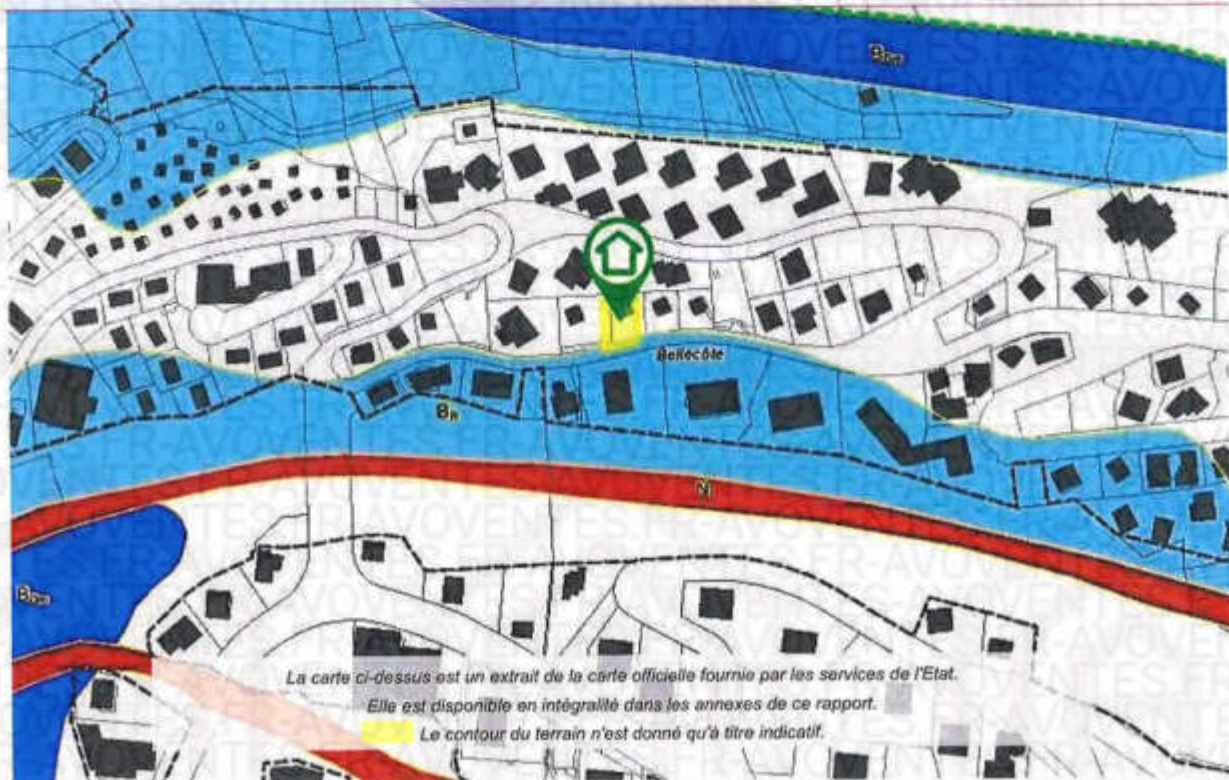 Bellecôte
La carte ci-dessus est un extrait de la carte officielle fournie par les services de l'Etat.
Elle est disponible en intégralité dans les annexes de ce rapport.
Le contour du terrain n'est donné qu'à titre indicatif.